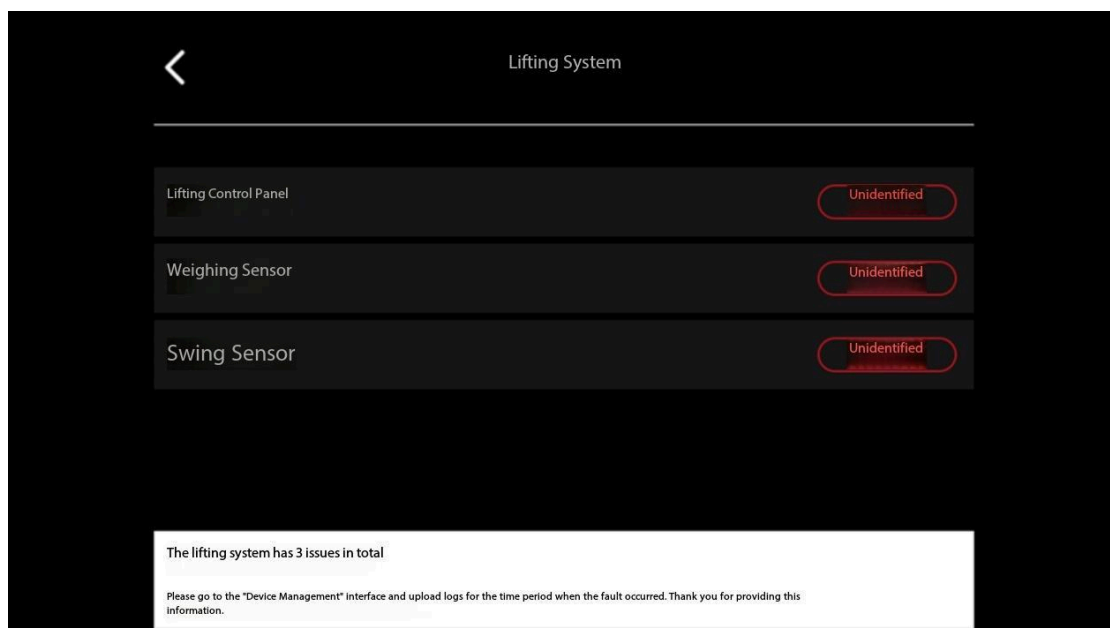 Lifting System
Lifting Control Panel
Unidentified
Weighing Sensor
Unidentified
Swing Sensor
Unidentified
The lifting system has 3 issues in total
Please go to the "Device Management" interface and upload logs for the time period when the fault occurred. Thank you for providing this
information.